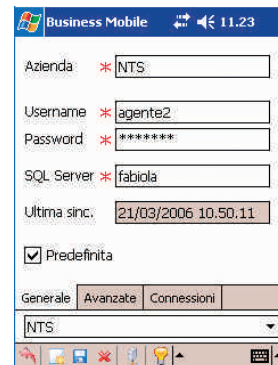 Business Mobile 11.23
Azienda * NTS
Username * agente2
Password * *******
SQL Server * fabiola
Ultima sinc. 21/03/2006 10.50.11
Predefinita
Generale Avanzate Connessioni
NTS